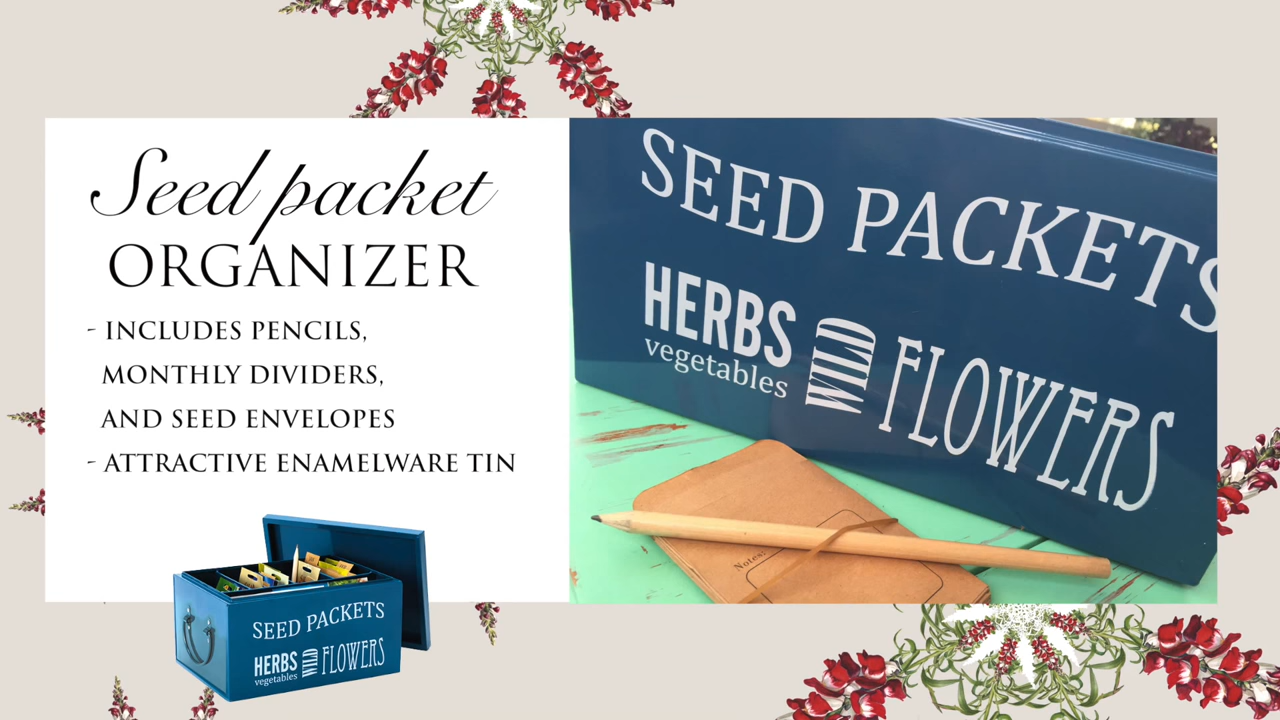 Seed packet
ORGANIZER
- INCLUDES PENCILS,
MONTHLY DIVIDERS,
AND SEED ENVELOPES
- ATTRACTIVE ENAMELWARE TIN
SEED PACKETS
HERBS
vegetables
WILD
FLOWERS
Notes:
SEED PACKETS
HERBS
vegetables
WILD
FLOWERS